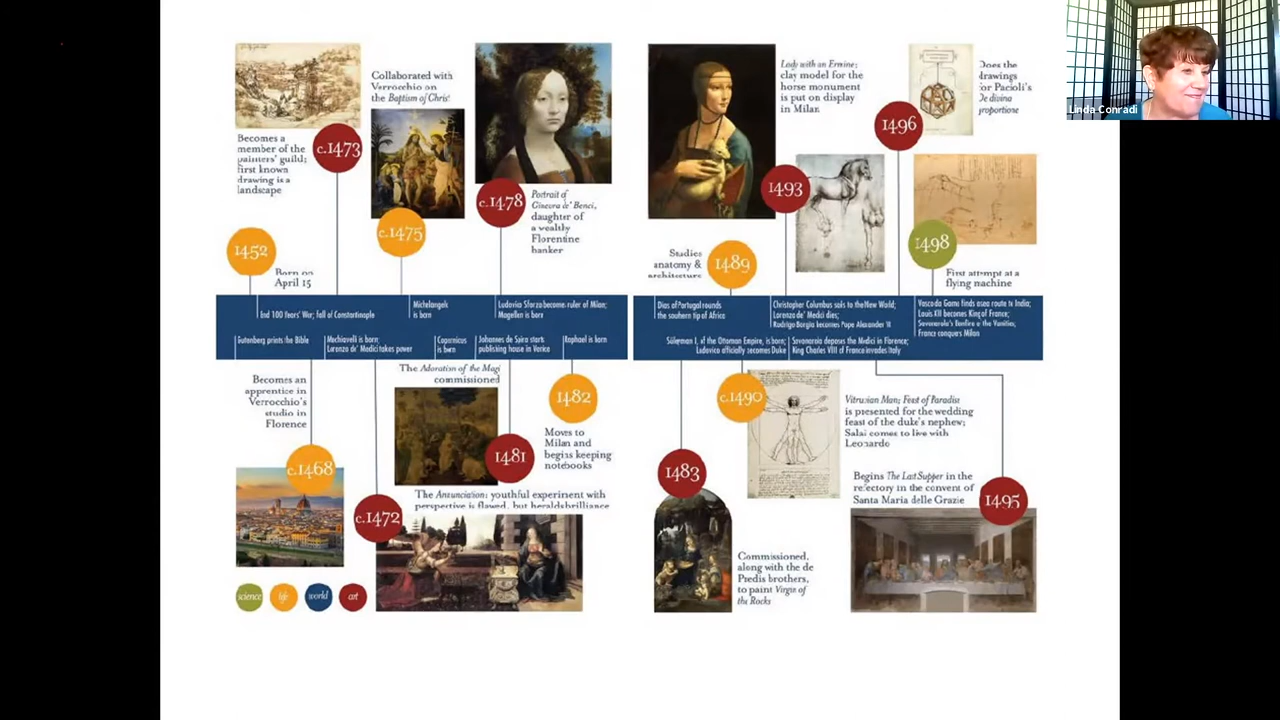 Linda Conradi
Becomes a
member of the
painters' guild;
first known
drawing is a
landscape
c.1473
Collaborated with
Verrocchio on
the Baptism of Christ
c.1475
c.1478
Portrait of
Ginevra de' Benci,
daughter of
a wealthy
Florentine
banker
1452
Born on
April 15
Lady with an Ermine;
clay model for the
horse monument
is put on display
in Milan
1493
1496
Does the
drawings
for Pacioli's
De divina
proportione
Studies
anatomy &
architecture
1489
1498
First attempt at a
flying machine
End 100 Years' War; fall of Constantinople
Michelangelo
is born
Ludovico Sforza becomes ruler of Milan;
Magellan is born
Gutenberg prints the Bible
Machiavelli is born;
Lorenzo de' Medici takes power
Copernicus
is born
Johannes de Spira starts
publishing house in Venice
Raphael is born
Dias of Portugal rounds
the southern tip of Africa
Christopher Columbus sails to the New World;
Lorenzo de' Medici dies;
Rodrigo Borgia becomes Pope Alexander VI
Vasco da Gama finds a sea route to India;
Louis XII becomes King of France;
Savonarola's Bonfire of the Vanities;
France conquers Milan
Süleyman I, of the Ottoman Empire, is born;
Ludovico officially becomes Duke
Savonarola deposes the Medici in Florence;
King Charles VIII of France invades Italy
Becomes an
apprentice in
Verrocchio's
studio in
Florence
c.1468
The Adoration of the Magi
commissioned
1481
1482
Moves to
Milan and
begins keeping
notebooks
c.1472
The Annunciation: youthful experiment with
perspective is flawed, but heralds brilliance
1483
Commissioned,
along with the de
Predis brothers,
to paint Virgin of
the Rocks
c.1490
Vitruvian Man; Feast of Paradise
is presented for the wedding
feast of the duke's nephew;
Salai comes to live with
Leonardo
Begins The Last Supper in the
refectory in the convent of
Santa Maria delle Grazie
1495
science
life
world
art